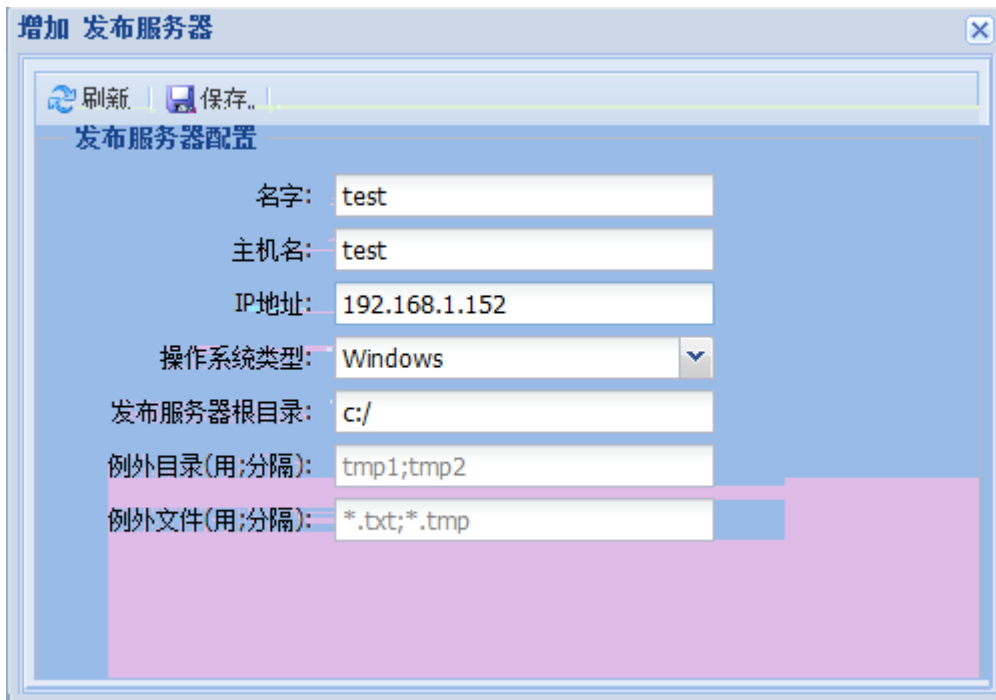 增加 发布服务器
刷新 保存..
发布服务器配置
名字: test
主机名: test
IP地址: 192.168.1.152
操作系统类型: Windows
发布服务器根目录: c:/
例外目录(用;分隔): tmp1;tmp2
例外文件(用;分隔): *.txt;*.tmp